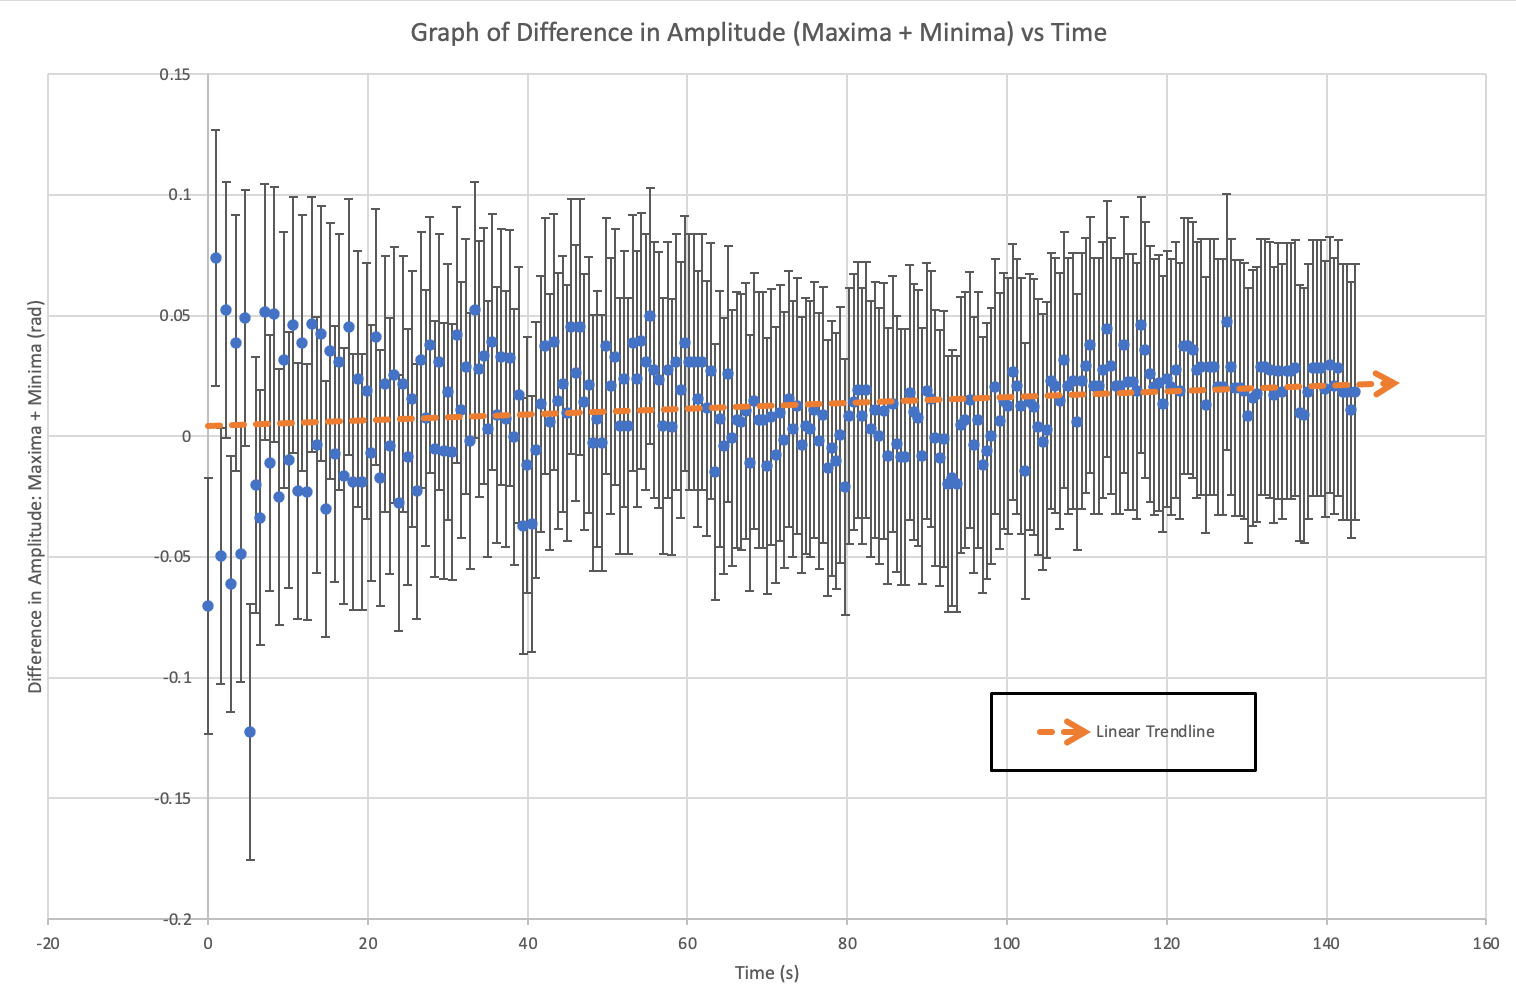 Graph of Difference in Amplitude (Maxima + Minima) vs Time
0.15
0.1
0.05
0
-0.05
-0.1
-0.15
-0.2
Difference in Amplitude: Maxima + Minima (rad)
Linear Trendline
-20 0 20 40 60 80 100 120 140 160
Time (s)